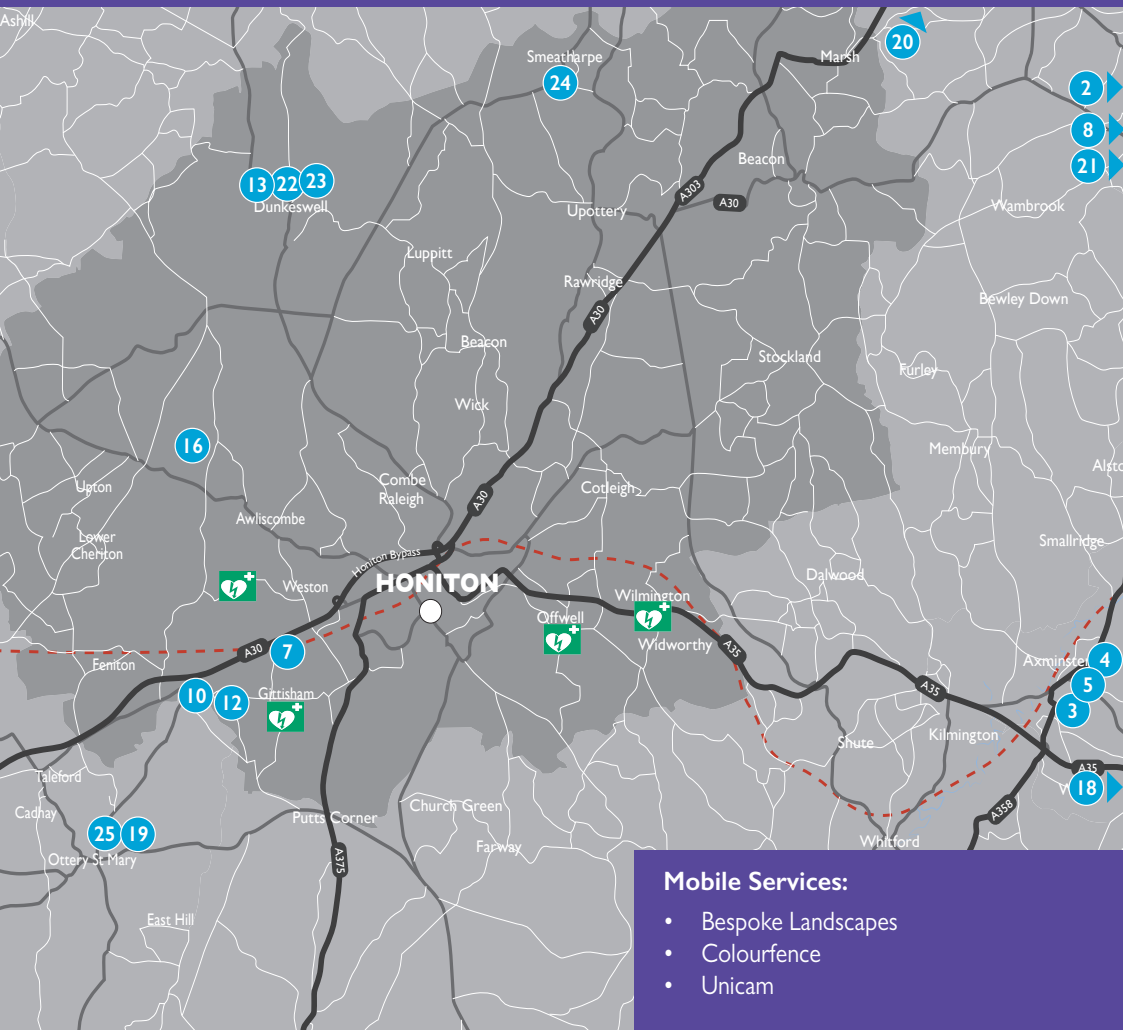 Ashill
Smeatharpe
24
Marsh
20
2
8
21
Beacon
A303
A30
13 22 23
Dunkeswell
Upottery
Wambrook
Luppitt
Rawridge
Bewley Down
A30
Beacon
Stockland
Furley
Wick
16
Membury
Alsto
Upton
Combe
Raleigh
A30
Cotleigh
Awliscombe
Lower
Cheriton
Smallridge
Honiton Bypass
HONITON
Weston
Dalwood
Wilmington
Offwell
Widworthy
A35
A30
7
Feniton
Axminster
4
5
3
10
12
Gittisham
A35
Shute
Kilmington
Taleford
A35
18
Cadhay
Church Green
A358
Putts Corner
25 19
Ottery St Mary
Farway
Whitford
A375
East Hill
Mobile Services:
• Bespoke Landscapes
• Colourfence
• Unicam